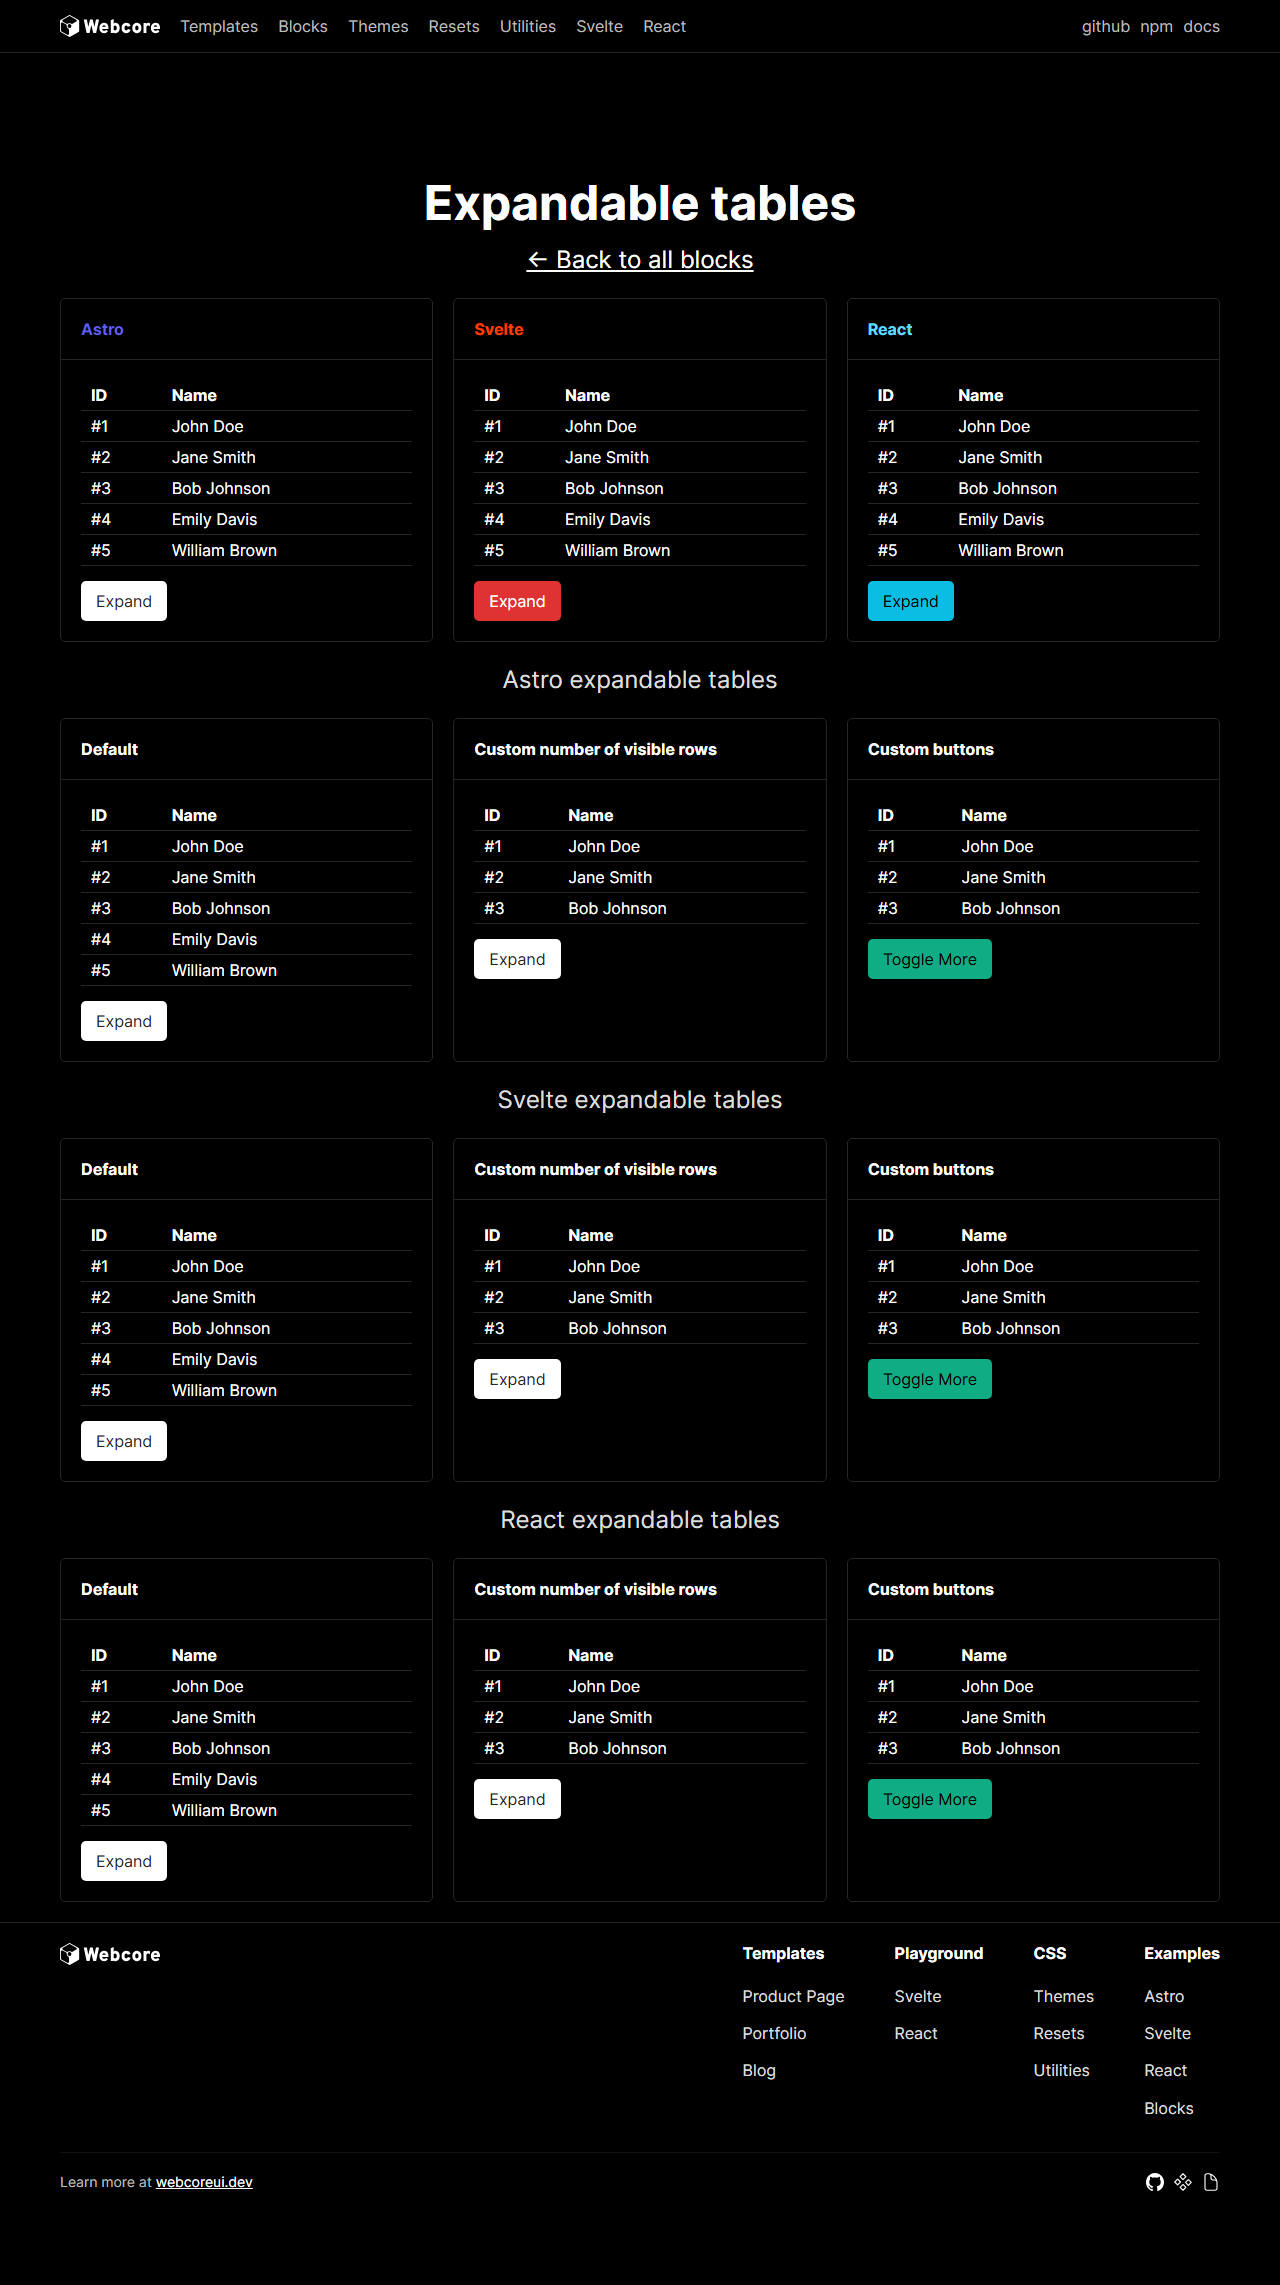 Webcore Templates Blocks Themes Resets Utilities Svelte React github npm docs
Expandable tables
← Back to all blocks
Astro
ID Name
#1 John Doe
#2 Jane Smith
#3 Bob Johnson
#4 Emily Davis
#5 William Brown
Expand
Svelte
ID Name
#1 John Doe
#2 Jane Smith
#3 Bob Johnson
#4 Emily Davis
#5 William Brown
Expand
React
ID Name
#1 John Doe
#2 Jane Smith
#3 Bob Johnson
#4 Emily Davis
#5 William Brown
Expand
Astro expandable tables
Default
ID Name
#1 John Doe
#2 Jane Smith
#3 Bob Johnson
#4 Emily Davis
#5 William Brown
Expand
Custom number of visible rows
ID Name
#1 John Doe
#2 Jane Smith
#3 Bob Johnson
Expand
Custom buttons
ID Name
#1 John Doe
#2 Jane Smith
#3 Bob Johnson
Toggle More
Svelte expandable tables
Default
ID Name
#1 John Doe
#2 Jane Smith
#3 Bob Johnson
#4 Emily Davis
#5 William Brown
Expand
Custom number of visible rows
ID Name
#1 John Doe
#2 Jane Smith
#3 Bob Johnson
Expand
Custom buttons
ID Name
#1 John Doe
#2 Jane Smith
#3 Bob Johnson
Toggle More
React expandable tables
Default
ID Name
#1 John Doe
#2 Jane Smith
#3 Bob Johnson
#4 Emily Davis
#5 William Brown
Expand
Custom number of visible rows
ID Name
#1 John Doe
#2 Jane Smith
#3 Bob Johnson
Expand
Custom buttons
ID Name
#1 John Doe
#2 Jane Smith
#3 Bob Johnson
Toggle More
Webcore
Templates
Product Page
Portfolio
Blog
Playground
Svelte
React
CSS
Themes
Resets
Utilities
Examples
Astro
Svelte
React
Blocks
Learn more at webcoreui.dev